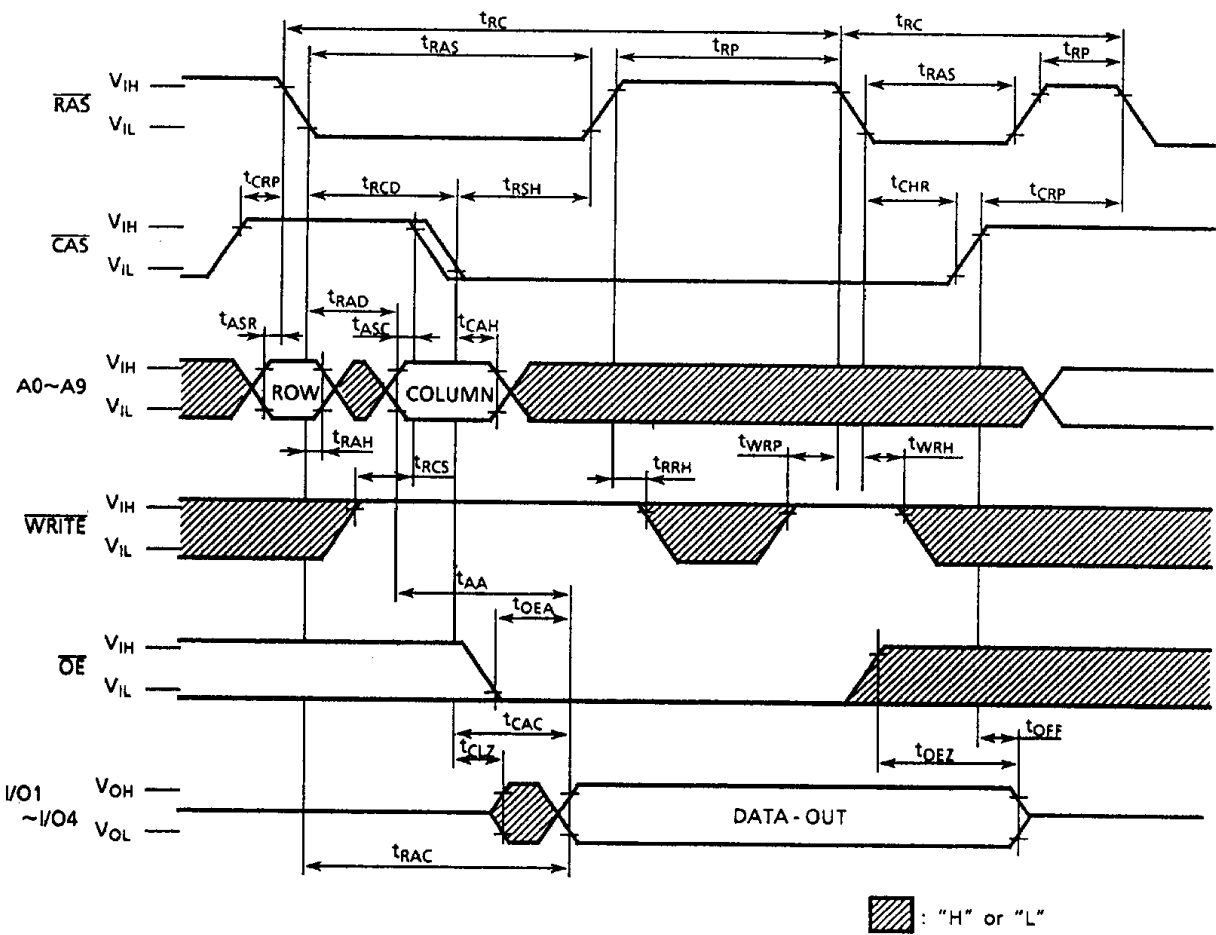 tRC tRC
tRAS tRP tRAS tRP
RAS VIH
VIL
tCRP tRCD tRSH tCHR tCRP
CAS VIH
VIL
tRAD
tASR tASC tCAH
A0~A9 VIH
VIL
ROW COLUMN
tRAH tRCS tRRH tWRP tWRH
WRITE VIH
VIL
tAA
tOEA
OE VIH
VIL
tCAC tOFF
tCLZ tOEZ
I/O1
~I/O4
VOH
VOL
DATA - OUT
tRAC
: "H" or "L"